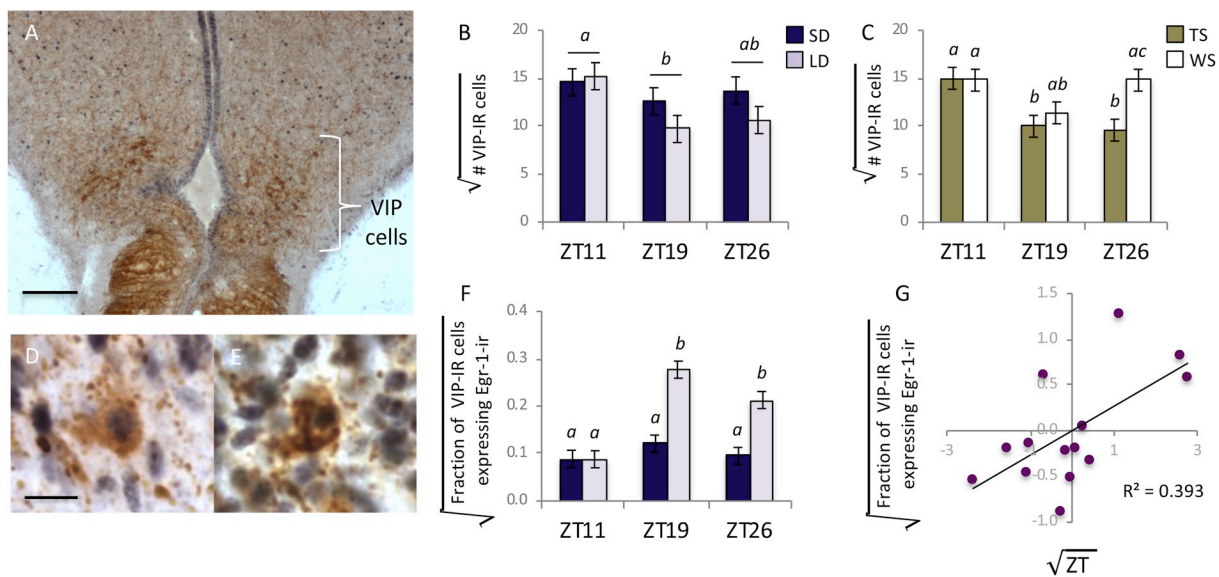 A
VIP
cells
D
E
B
SD
LD
√ # VIP-IR cells
20
15
10
5
0
a
b
ab
ZT11
ZT19
ZT26
C
TS
WS
√ # VIP-IR cells
20
15
10
5
0
a
a
b
ab
b
ac
ZT11
ZT19
ZT26
F
√ Fraction of VIP-IR cells
expressing Egr-1-ir
0.4
0.3
0.2
0.1
0.0
a
a
a
b
a
b
ZT11
ZT19
ZT26
G
√ Fraction of VIP-IR cells
expressing Egr-1-ir
1.5
1.0
0.5
0.0
-0.5
-1.0
-3
-1
1
3
R² = 0.393
√ZT